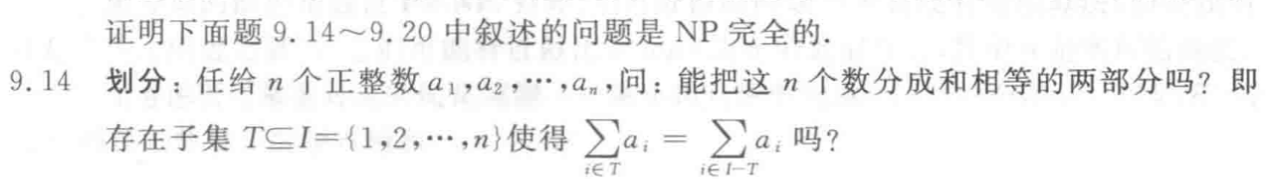 证明下面题 9.14～9.20 中叙述的问题是 NP 完全的.
9.14 划分:任给 n 个正整数 a₁,a₂,⋯,aₙ,问:能把这 n 个数分成和相等的两部分吗? 即
存在子集 T⊆I={1,2,⋯,n}使得 ∑_{i∈T} aᵢ = ∑_{i∈I−T} aᵢ 吗?